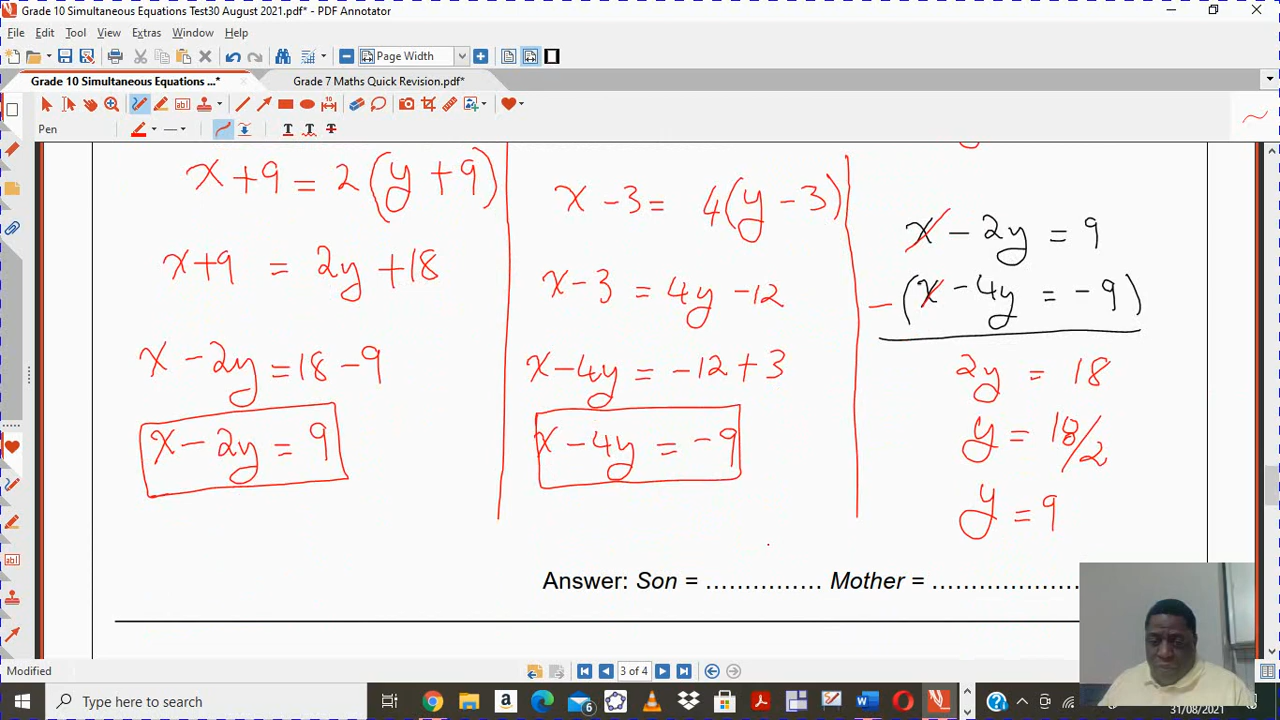 Grade 10 Simultaneous Equations Test30 August 2021.pdf* - PDF Annotator
File Edit Tool View Extras Window Help
Page Width
Grade 10 Simultaneous Equations ...* Grade 7 Maths Quick Revision.pdf*
Pen
x+9 = 2(y+9)
x+9 = 2y+18
x-2y=18-9
x-2y=9
x-3= 4(y-3)
x-3=4y-12
x-4y=-12+3
x-4y=-9
x-2y=9
-(x-4y=-9)
2y = 18
y = 18/2
y = 9
Answer: Son = …………… Mother = …………………
Modified
3 of 4
Type here to search
31/08/2021